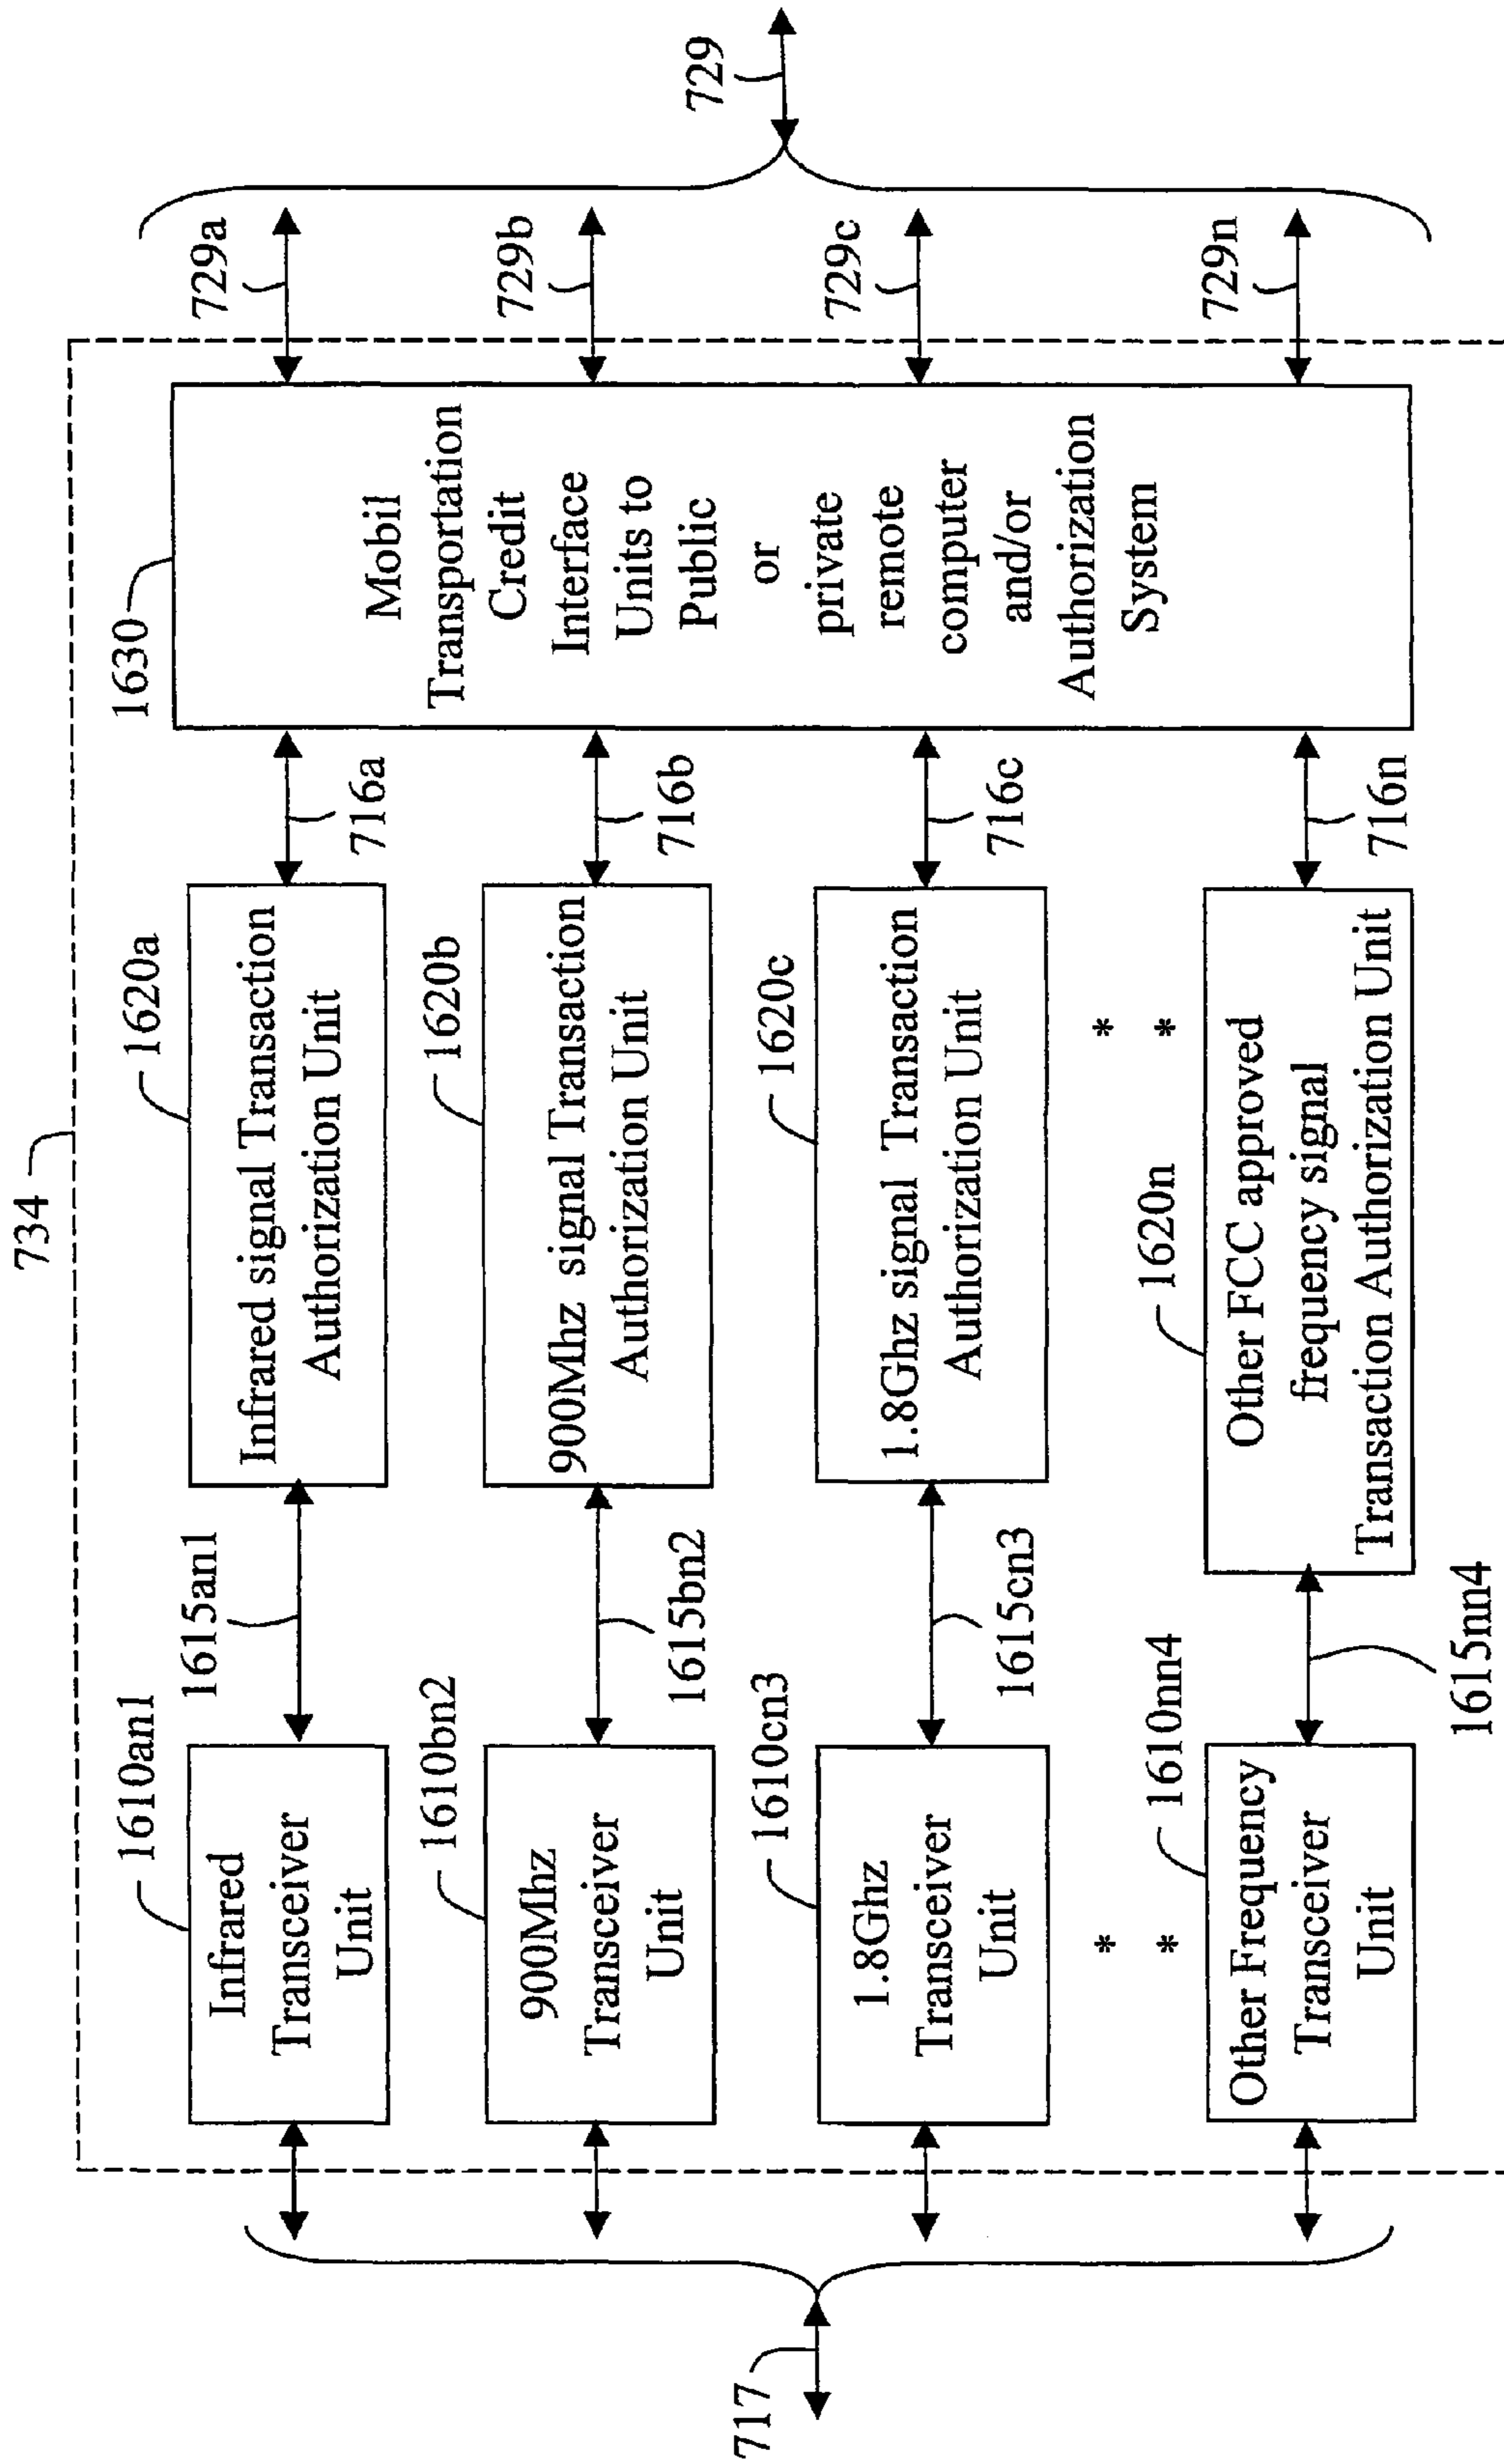 734
1610an1
Infrared
Transceiver
Unit
1615an1
1620a
Infrared signal Transaction
Authorization Unit
716a
1630
Mobil
Transportation
Credit
Interface
Units to
Public
or
private
remote
computer
and/or
Authorization
System
729a
729
1610bn2
900Mhz
Transceiver
Unit
1615bn2
1620b
900Mhz signal Transaction
Authorization Unit
716b
729b
717
1610cn3
1.8Ghz
Transceiver
Unit
1615cn3
1620c
1.8Ghz signal Transaction
Authorization Unit
716c
729c
*
*
*
*
1610nn4
Other Frequency
Transceiver
Unit
1615nn4
1620n
Other FCC approved
frequency signal
Transaction Authorization Unit
716n
729n